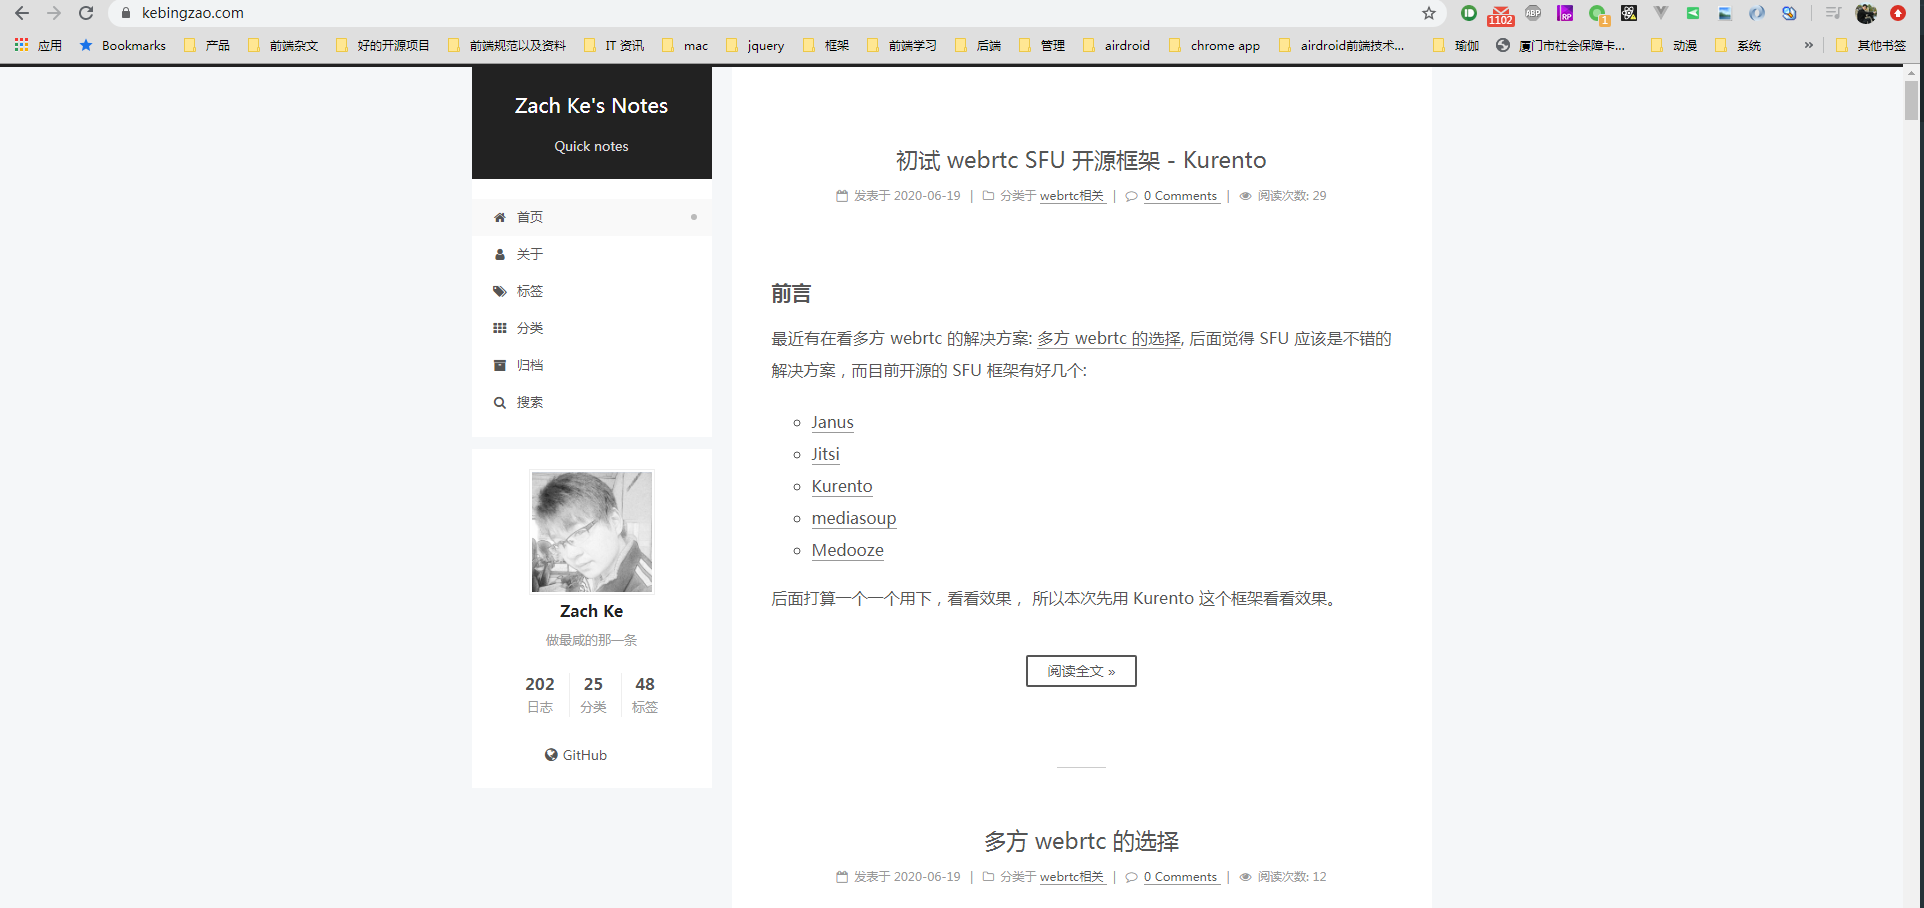 kebingzao.com
1102
ABP
RP
1
应用
Bookmarks
产品
前端杂文
好的开源项目
前端规范以及资料
IT 资讯
mac
jquery
框架
前端学习
后端
管理
airdroid
chrome app
airdroid前端技术...
瑜伽
厦门市社会保障卡...
动漫
系统
»
其他书签
Zach Ke's Notes
Quick notes
首页
关于
标签
分类
归档
搜索
Zach Ke
做最咸的那一条
202 25 48
日志 分类 标签
GitHub
初试 webrtc SFU 开源框架 - Kurento
发表于 2020-06-19 | 分类于 webrtc相关 | 0 Comments | 阅读次数: 29
前言
最近有在看多方 webrtc 的解决方案: 多方 webrtc 的选择, 后面觉得 SFU 应该是不错的
解决方案，而目前开源的 SFU 框架有好几个:
Janus
Jitsi
Kurento
mediasoup
Medooze
后面打算一个一个用下，看看效果， 所以本次先用 Kurento 这个框架看看效果。
阅读全文 »
多方 webrtc 的选择
发表于 2020-06-19 | 分类于 webrtc相关 | 0 Comments | 阅读次数: 12